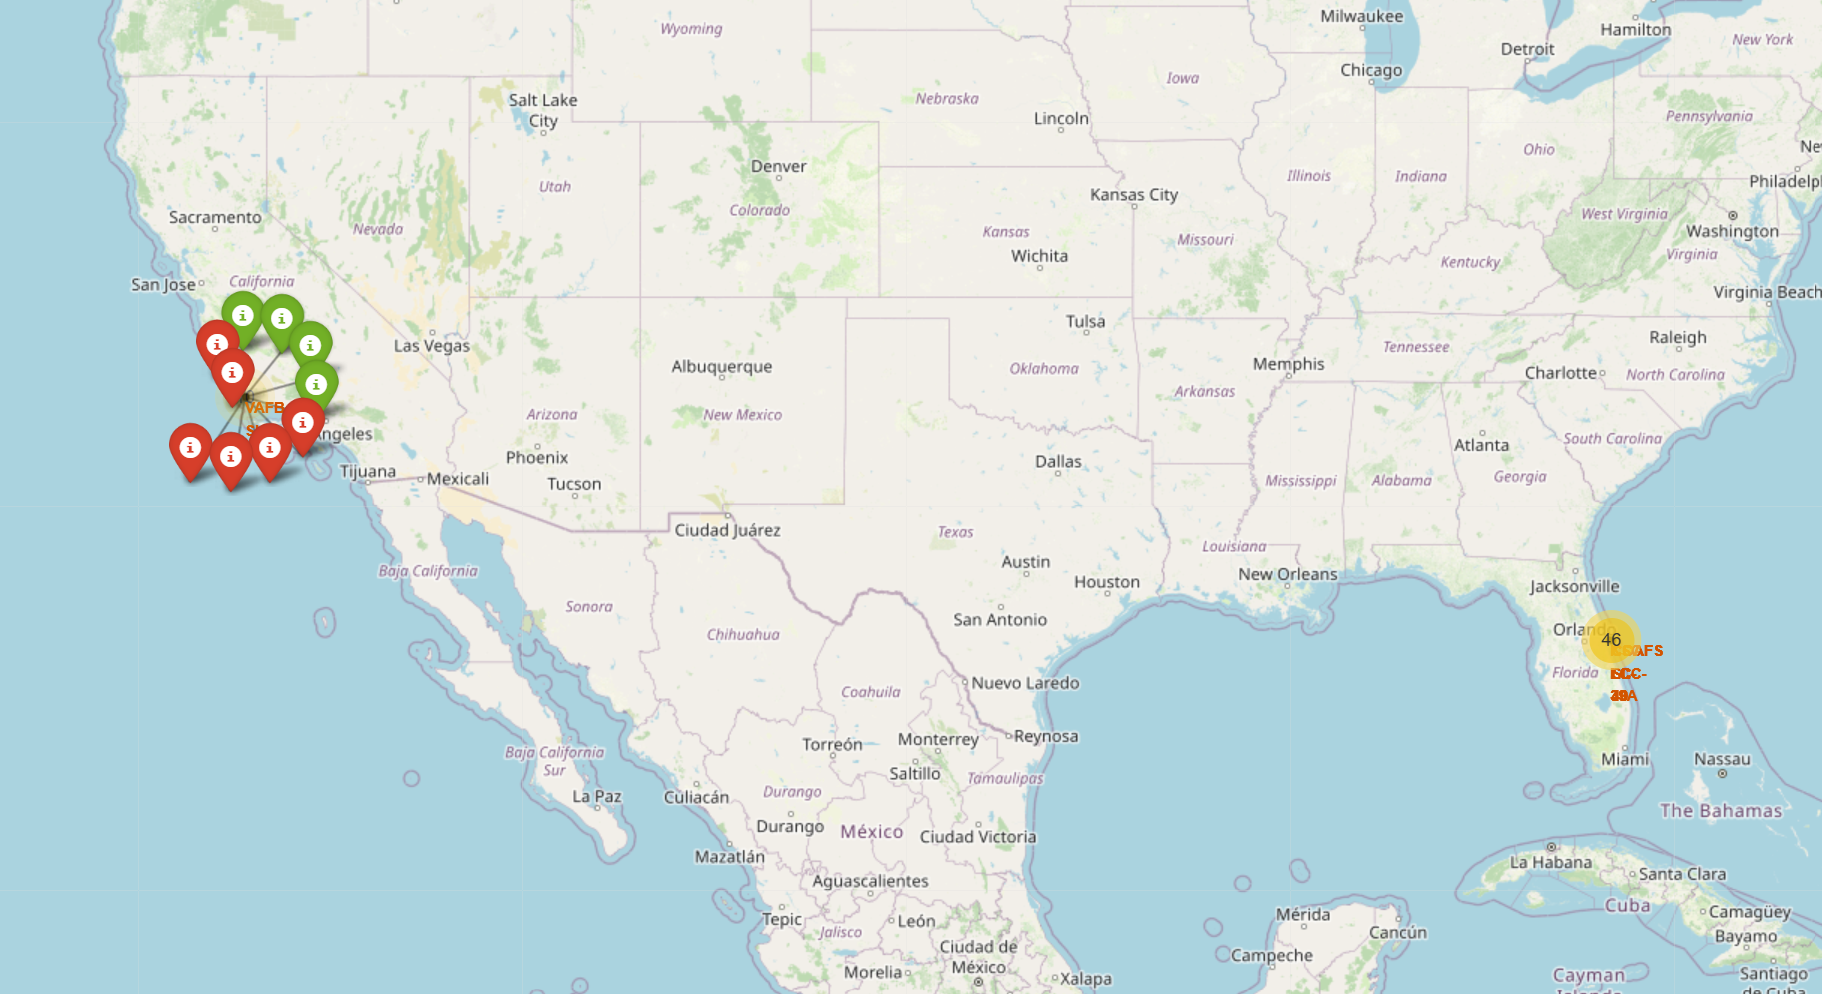 Milwaukee
Hamilton
Wyoming
Detroit
New York
Chicago
Iowa
Salt Lake
City
Nebraska
Lincoln
Pennsylvania
Ohio
Denver
Illinois
Indiana
Philadelp
Utah
Kansas City
Colorado
West Virginia
Sacramento
Nevada
Kansas
Missouri
Washington
Wichita
Virginia
Kentucky
San Jose
California
Virginia Beach
Tulsa
Raleigh
Las Vegas
Tennessee
Albuquerque
Oklahoma
Memphis
Charlotte
North Carolina
Arkansas
VAFB
Arizona
New Mexico
Angeles
Atlanta
South Carolina
Phoenix
Dallas
Tijuana
Mexicali
Tucson
Mississippi
Alabama
Georgia
Ciudad Juárez
Texas
Louisiana
Austin
Baja California
Houston
New Orleans
Jacksonville
Sonora
San Antonio
Chihuahua
Orlando
46
Florida
Nuevo Laredo
Coahuila
Reynosa
Torreón
Monterrey
Baja California
Sur
Saltillo
Tamaulipas
Miami
Nassau
La Paz
Culiacán
Durango
The Bahamas
Durango
México
Ciudad Victoria
Mazatlán
La Habana
Santa Clara
Aguascalientes
Cuba
Tepic
León
Mérida
Camagüey
Jalisco
Cancún
Bayamo
Ciudad de
México
Campeche
Morelia
Xalapa
Cayman
Santiago
de Cuba